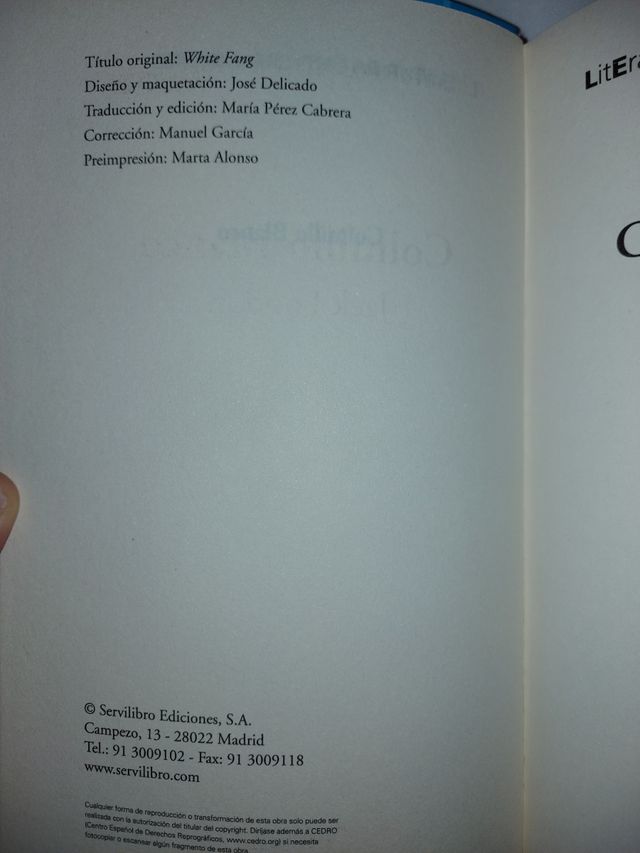 Título original: White Fang
Diseño y maquetación: José Delicado
Traducción y edición: María Pérez Cabrera
Corrección: Manuel García
Preimpresión: Marta Alonso
© Servilibro Ediciones, S.A.
Campezo, 13 - 28022 Madrid
Tel.: 91 3009102 - Fax: 91 3009118
www.servilibro.com
Cualquier forma de reproducción o transformación de esta obra solo puede ser
realizada con la autorización del titular del copyright. Diríjase además a CEDRO
(Centro Español de Derechos Reprográficos, www.cedro.org) si necesita
fotocopiar o escanear algún fragmento de esta obra.